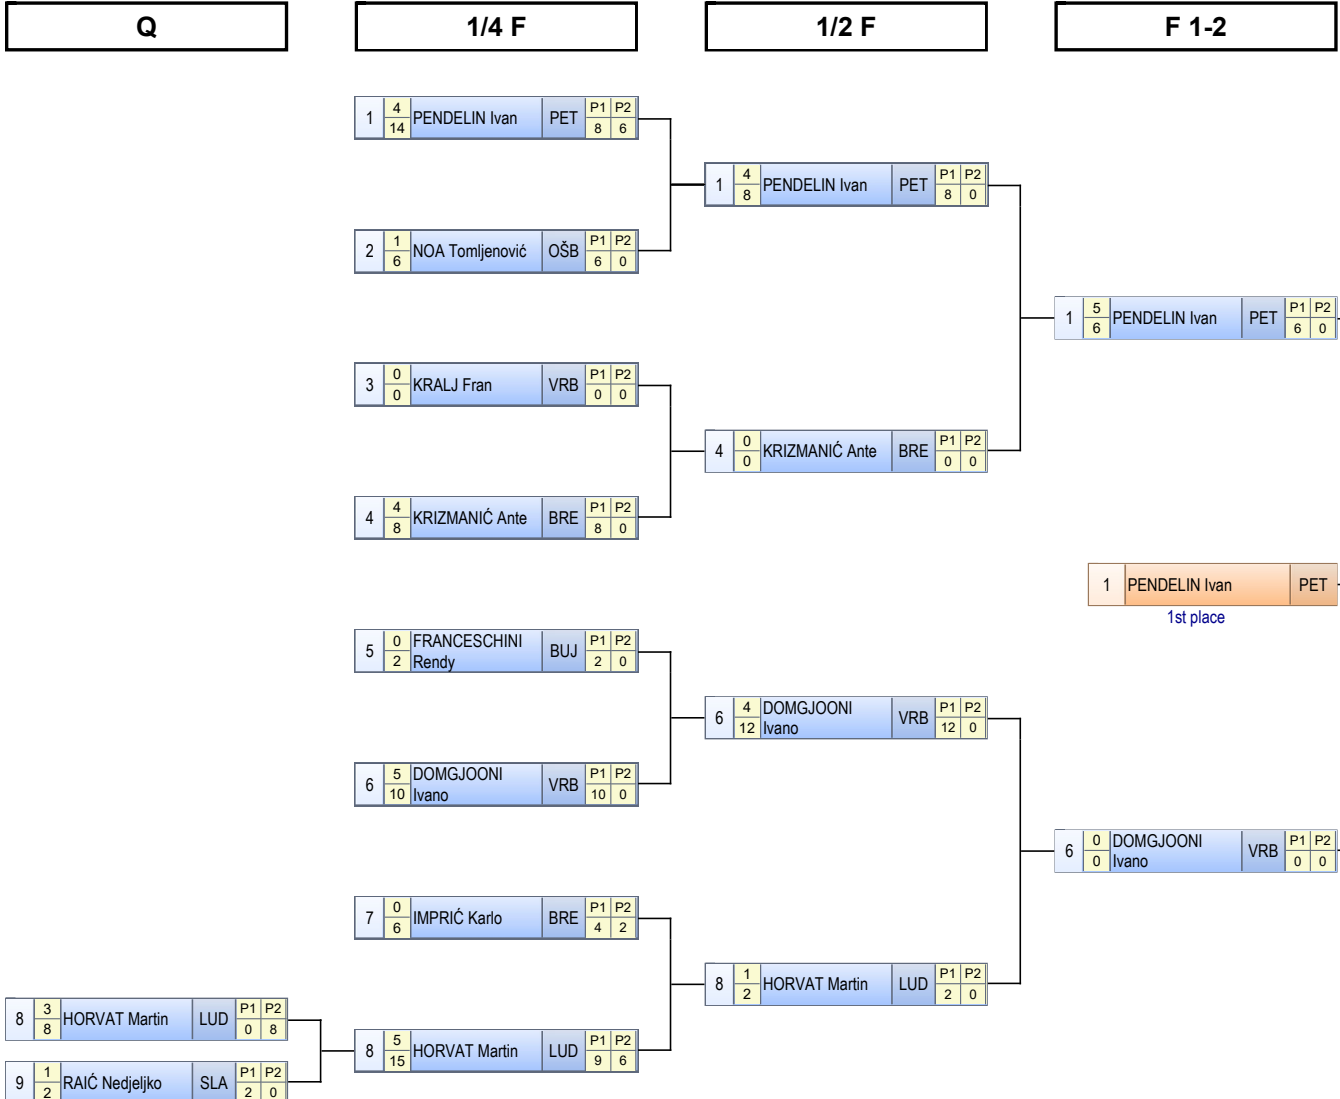 Q 1/4 F 1/2 F F 1-2
1 4 14 PENDELIN Ivan PET P1 P2 8 6
2 1 6 NOA Tomljenović OŠB P1 P2 6 0
3 0 0 KRALJ Fran VRB P1 P2 0 0
4 4 8 KRIZMANIĆ Ante BRE P1 P2 8 0
5 0 2 FRANCESCHINI Rendy BUJ P1 P2 2 0
6 5 10 DOMGJOONI Ivano VRB P1 P2 10 0
7 0 6 IMPRIĆ Karlo BRE P1 P2 4 2
8 3 8 HORVAT Martin LUD P1 P2 0 8
9 1 2 RAIĆ Nedjeljko SLA P1 P2 2 0
8 5 15 HORVAT Martin LUD P1 P2 9 6
1 4 8 PENDELIN Ivan PET P1 P2 8 0
4 0 0 KRIZMANIĆ Ante BRE P1 P2 0 0
6 4 12 DOMGJOONI Ivano VRB P1 P2 12 0
8 1 2 HORVAT Martin LUD P1 P2 2 0
1 5 6 PENDELIN Ivan PET P1 P2 6 0
1 PENDELIN Ivan PET
1st place
6 0 0 DOMGJOONI Ivano VRB P1 P2 0 0